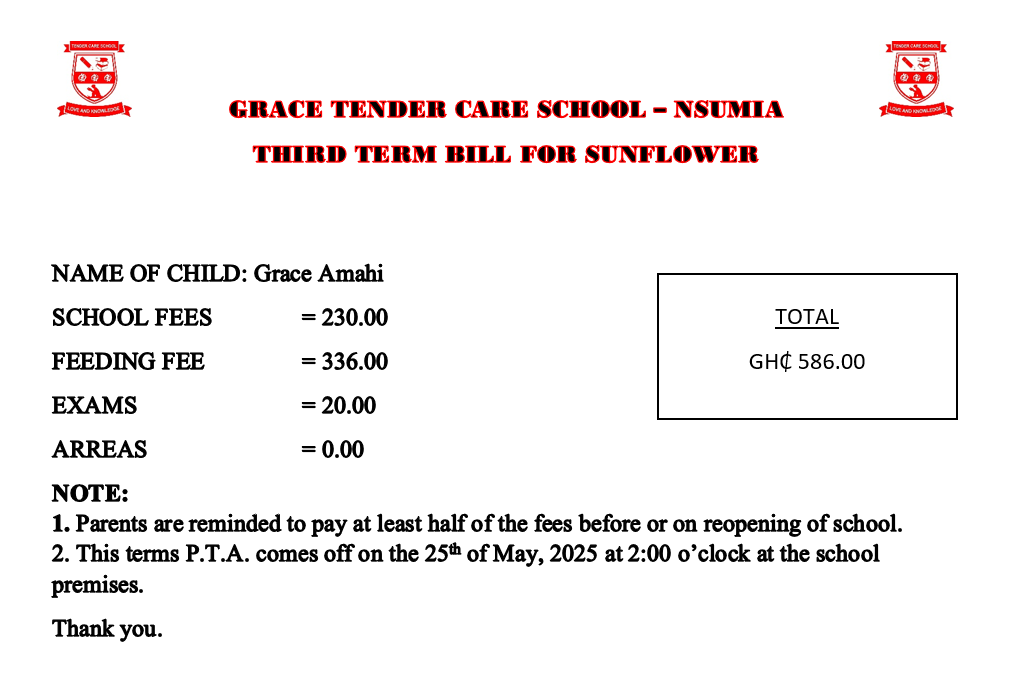 TENDER CARE SCHOOL
LOVE AND KNOWLEDGE
TENDER CARE SCHOOL
LOVE AND KNOWLEDGE
GRACE TENDER CARE SCHOOL – NSUMIA
THIRD TERM BILL FOR SUNFLOWER
NAME OF CHILD: Grace Amahi
SCHOOL FEES = 230.00
FEEDING FEE = 336.00
EXAMS = 20.00
ARREAS = 0.00
TOTAL
GH₵ 586.00
NOTE:
1. Parents are reminded to pay at least half of the fees before or on reopening of school.
2. This terms P.T.A. comes off on the 25th of May, 2025 at 2:00 o’clock at the school
premises.
Thank you.